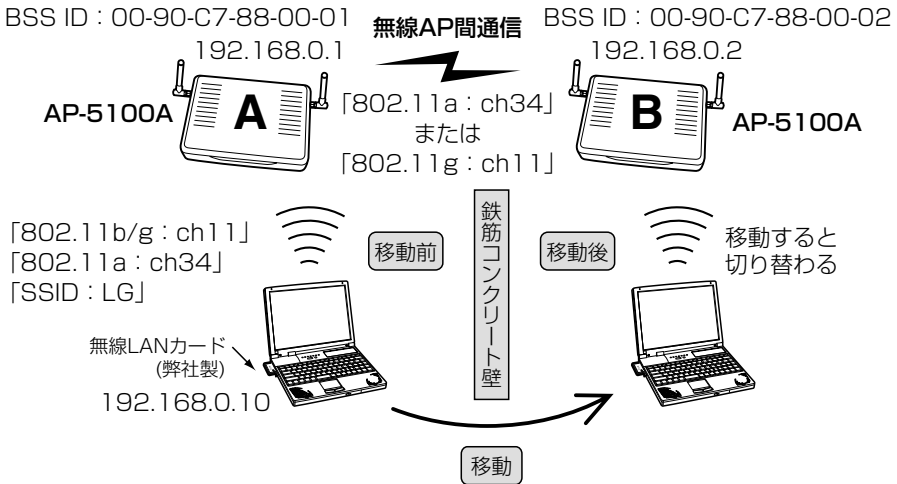 BSS ID：00-90-C7-88-00-01
192.168.0.1
無線AP間通信
BSS ID：00-90-C7-88-00-02
192.168.0.2
AP-5100A
A
「802.11a：ch34」
または
「802.11g：ch11」
B
AP-5100A
「802.11b/g：ch11」
「802.11a：ch34」
「SSID：LG」
移動前
鉄筋コンクリート壁
移動後
移動すると
切り替わる
無線LANカード
(弊社製)
192.168.0.10
移動